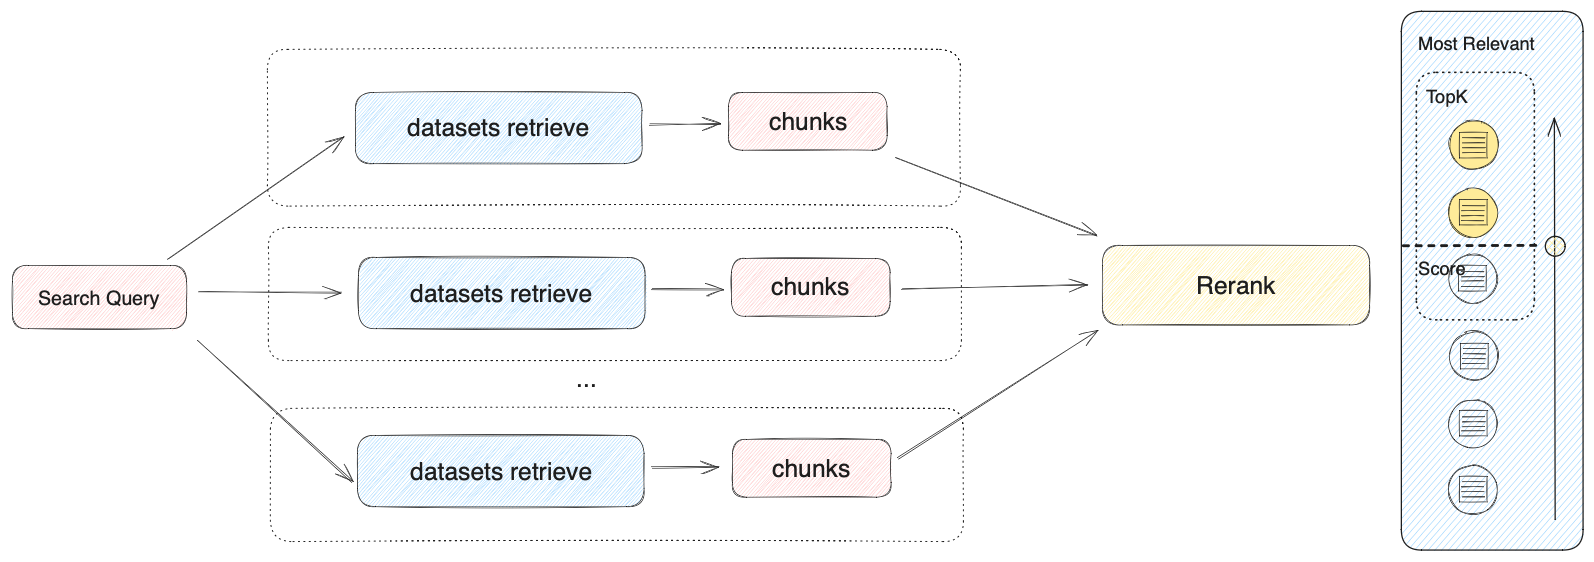 Search Query
datasets retrieve
chunks
datasets retrieve
chunks
...
datasets retrieve
chunks
Rerank
Most Relevant
TopK
Score